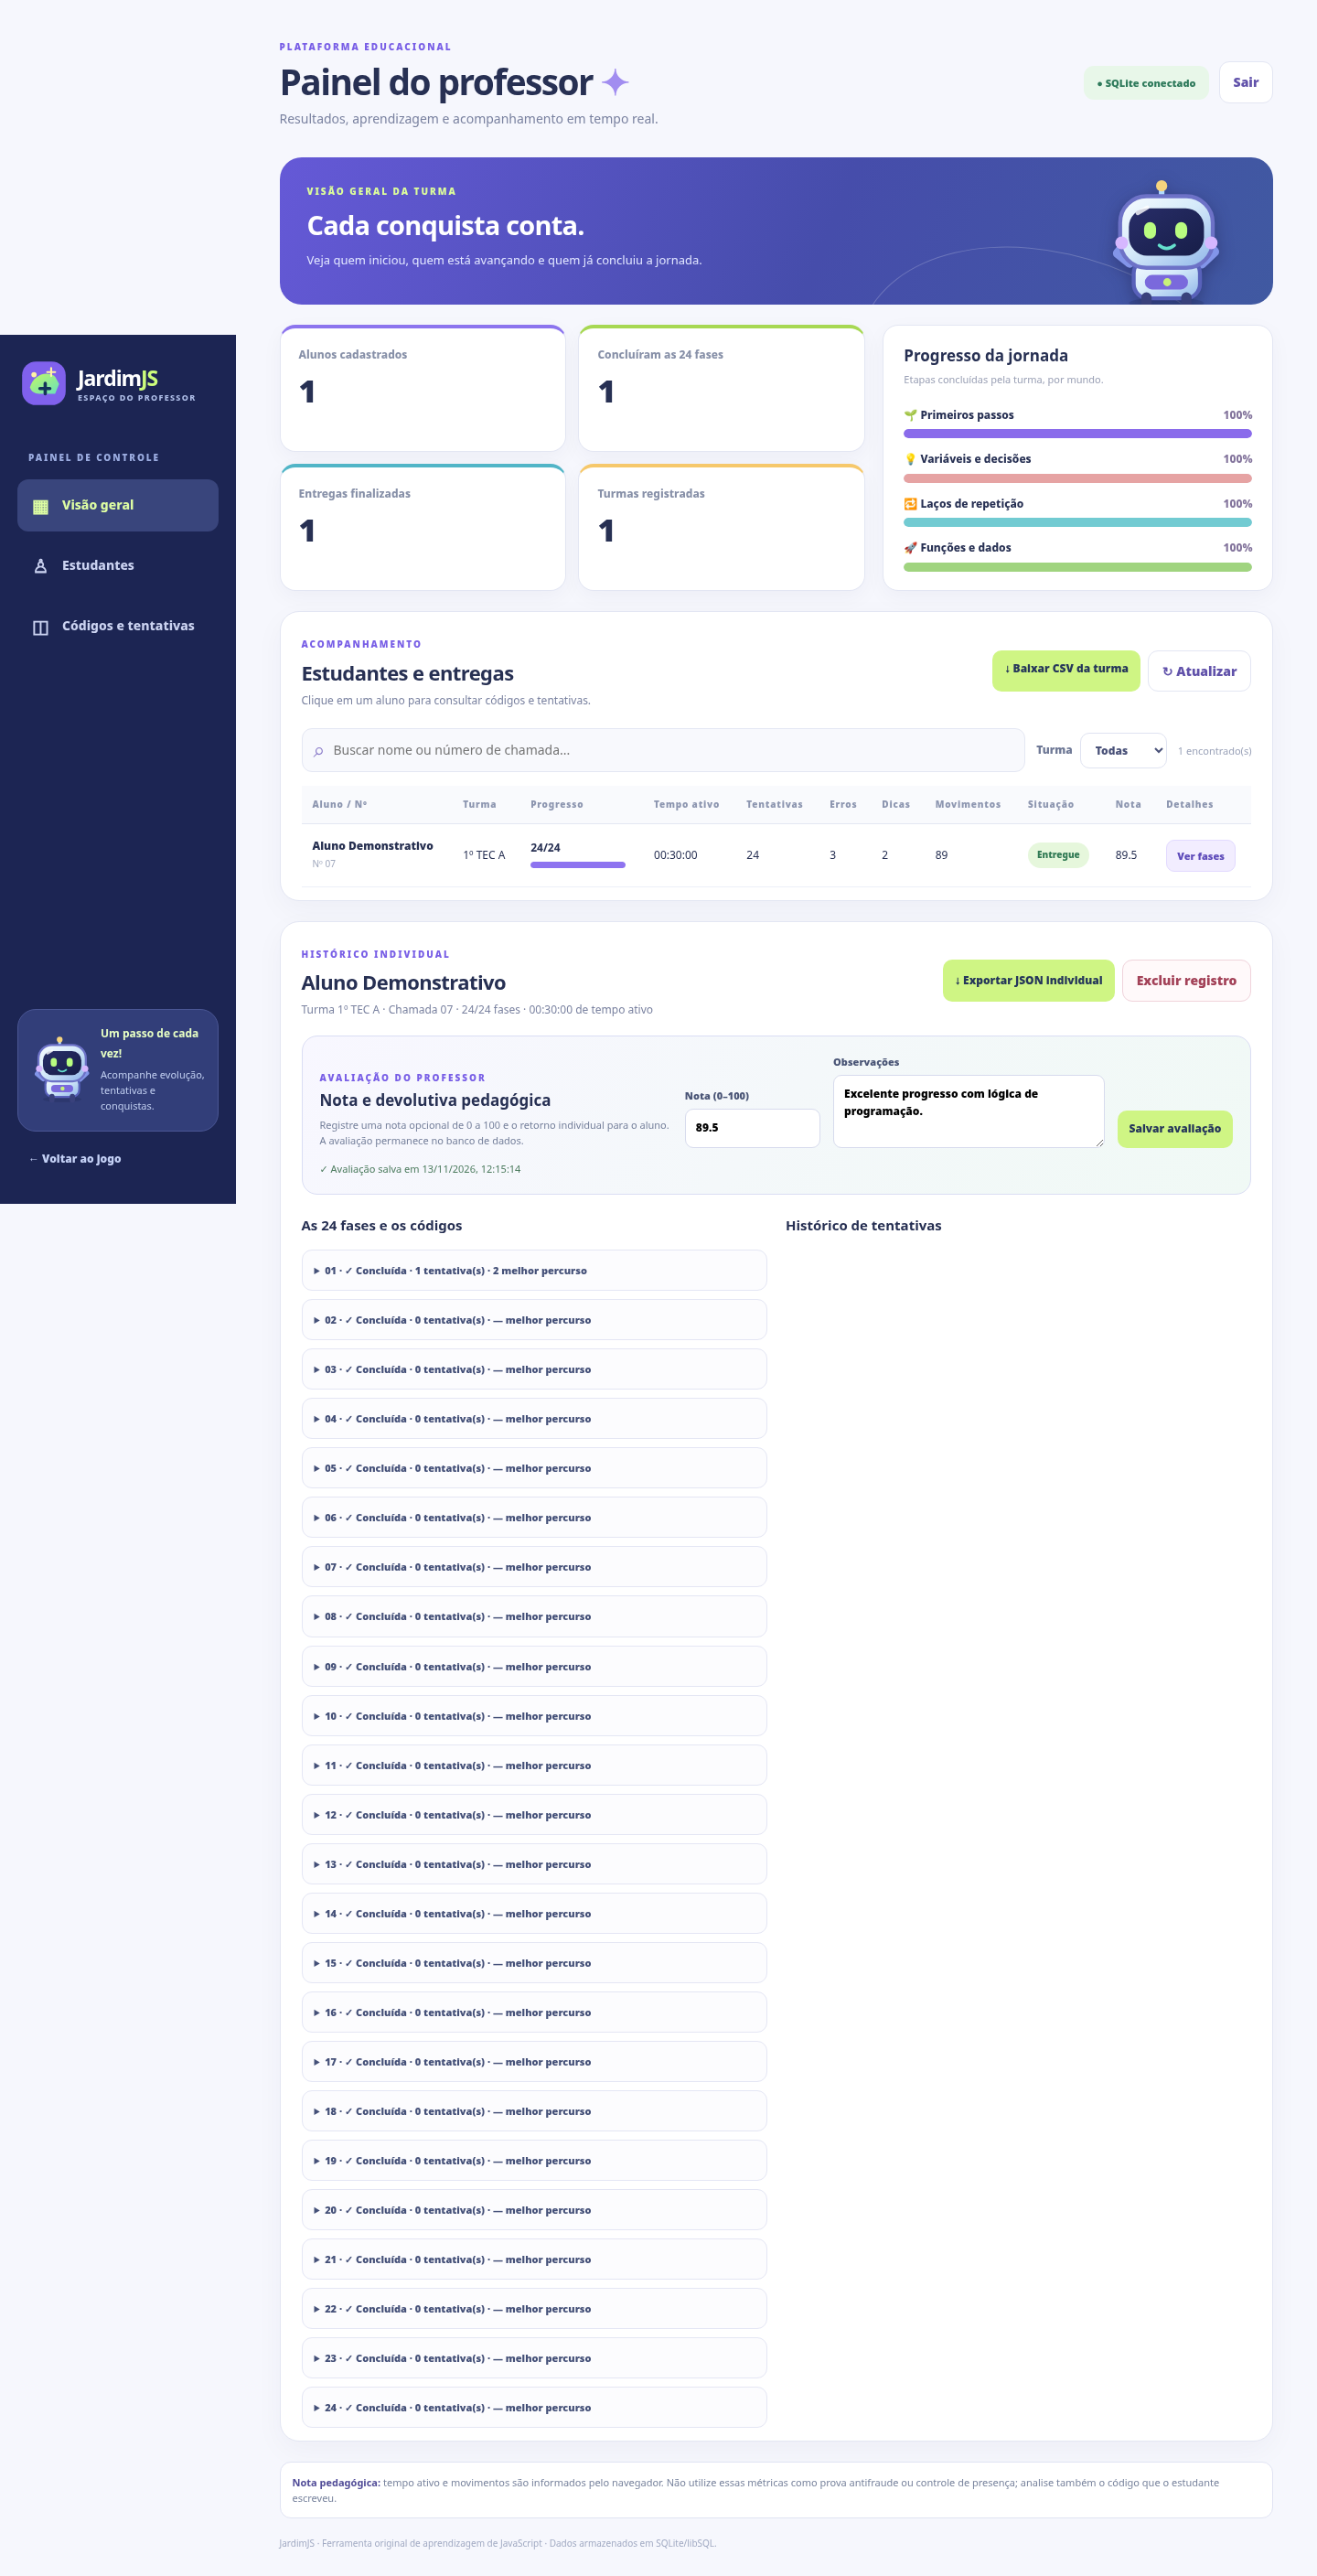 PLATAFORMA EDUCACIONAL
Painel do professor ✦
Resultados, aprendizagem e acompanhamento em tempo real.
● SQLite conectado
Sair
VISÃO GERAL DA TURMA
Cada conquista conta.
Veja quem iniciou, quem está avançando e quem já concluiu a jornada.
JardimJS
ESPAÇO DO PROFESSOR
PAINEL DE CONTROLE
Visão geral
Estudantes
Códigos e tentativas
Um passo de cada
vez!
Acompanhe evolução,
tentativas e
conquistas.
← Voltar ao jogo
Alunos cadastrados
1
Concluíram as 24 fases
1
Entregas finalizadas
1
Turmas registradas
1
Progresso da jornada
Etapas concluídas pela turma, por mundo.
🌱 Primeiros passos 100%
💡 Variáveis e decisões 100%
🔁 Laços de repetição 100%
🚀 Funções e dados 100%
ACOMPANHAMENTO
Estudantes e entregas
Clique em um aluno para consultar códigos e tentativas.
↓ Baixar CSV da turma
↻ Atualizar
Buscar nome ou número de chamada...
Turma
Todas
1 encontrado(s)
Aluno / Nº Turma Progresso Tempo ativo Tentativas Erros Dicas Movimentos Situação Nota Detalhes
Aluno Demonstrativo
Nº 07
1º TEC A 24/24 00:30:00 24 3 2 89 Entregue 89.5 Ver fases
HISTÓRICO INDIVIDUAL
Aluno Demonstrativo
Turma 1º TEC A · Chamada 07 · 24/24 fases · 00:30:00 de tempo ativo
↓ Exportar JSON individual
Excluir registro
AVALIAÇÃO DO PROFESSOR
Nota e devolutiva pedagógica
Registre uma nota opcional de 0 a 100 e o retorno individual para o aluno.
A avaliação permanece no banco de dados.
✓ Avaliação salva em 13/11/2026, 12:15:14
Nota (0–100)
89.5
Observações
Excelente progresso com lógica de
programação.
Salvar avaliação
As 24 fases e os códigos
Histórico de tentativas
▸ 01 · ✓ Concluída · 1 tentativa(s) · 2 melhor percurso
▸ 02 · ✓ Concluída · 0 tentativa(s) · — melhor percurso
▸ 03 · ✓ Concluída · 0 tentativa(s) · — melhor percurso
▸ 04 · ✓ Concluída · 0 tentativa(s) · — melhor percurso
▸ 05 · ✓ Concluída · 0 tentativa(s) · — melhor percurso
▸ 06 · ✓ Concluída · 0 tentativa(s) · — melhor percurso
▸ 07 · ✓ Concluída · 0 tentativa(s) · — melhor percurso
▸ 08 · ✓ Concluída · 0 tentativa(s) · — melhor percurso
▸ 09 · ✓ Concluída · 0 tentativa(s) · — melhor percurso
▸ 10 · ✓ Concluída · 0 tentativa(s) · — melhor percurso
▸ 11 · ✓ Concluída · 0 tentativa(s) · — melhor percurso
▸ 12 · ✓ Concluída · 0 tentativa(s) · — melhor percurso
▸ 13 · ✓ Concluída · 0 tentativa(s) · — melhor percurso
▸ 14 · ✓ Concluída · 0 tentativa(s) · — melhor percurso
▸ 15 · ✓ Concluída · 0 tentativa(s) · — melhor percurso
▸ 16 · ✓ Concluída · 0 tentativa(s) · — melhor percurso
▸ 17 · ✓ Concluída · 0 tentativa(s) · — melhor percurso
▸ 18 · ✓ Concluída · 0 tentativa(s) · — melhor percurso
▸ 19 · ✓ Concluída · 0 tentativa(s) · — melhor percurso
▸ 20 · ✓ Concluída · 0 tentativa(s) · — melhor percurso
▸ 21 · ✓ Concluída · 0 tentativa(s) · — melhor percurso
▸ 22 · ✓ Concluída · 0 tentativa(s) · — melhor percurso
▸ 23 · ✓ Concluída · 0 tentativa(s) · — melhor percurso
▸ 24 · ✓ Concluída · 0 tentativa(s) · — melhor percurso
Nota pedagógica: tempo ativo e movimentos são informados pelo navegador. Não utilize essas métricas como prova antifraude ou controle de presença; analise também o código que o estudante
escreveu.
JardimJS · Ferramenta original de aprendizagem de JavaScript · Dados armazenados em SQLite/libSQL.